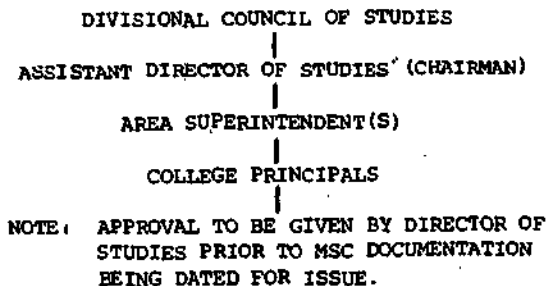 DIVISIONAL COUNCIL OF STUDIES
ASSISTANT DIRECTOR OF STUDIES (CHAIRMAN)
AREA SUPERINTENDENT(S)
COLLEGE PRINCIPALS
NOTE: APPROVAL TO BE GIVEN BY DIRECTOR OF
STUDIES PRIOR TO MSC DOCUMENTATION
BEING DATED FOR ISSUE.